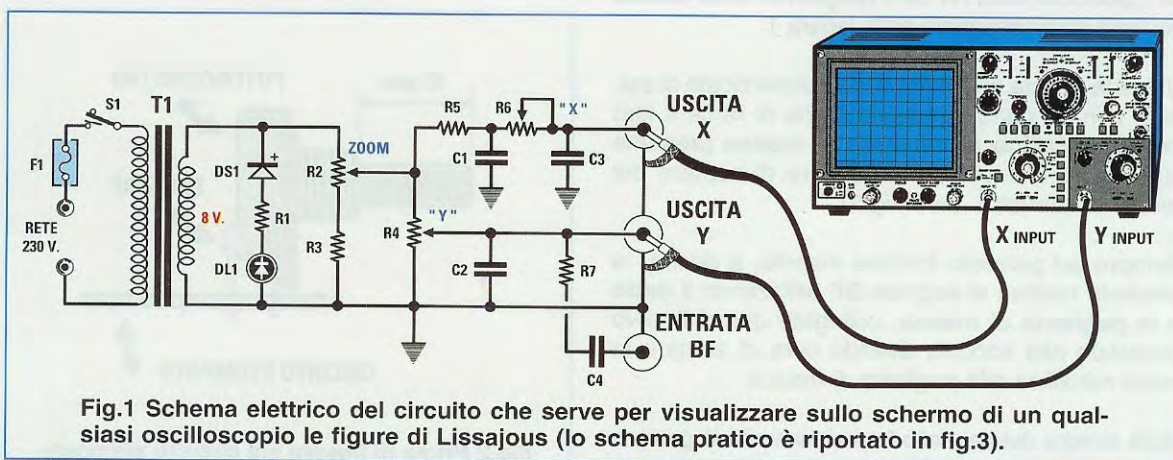 S1
T1
F1
RETE
230 V.
8 V.
DS1
+
R1
DL1
ZOOM
R2
R3
R4
"Y"
R5
C1
R6
"X"
C3
C2
R7
C4
USCITA
X
USCITA
Y
ENTRATA
BF
X INPUT
Y INPUT
Fig.1 Schema elettrico del circuito che serve per visualizzare sullo schermo di un qual-
siasi oscilloscopio le figure di Lissajous (lo schema pratico è riportato in fig.3).